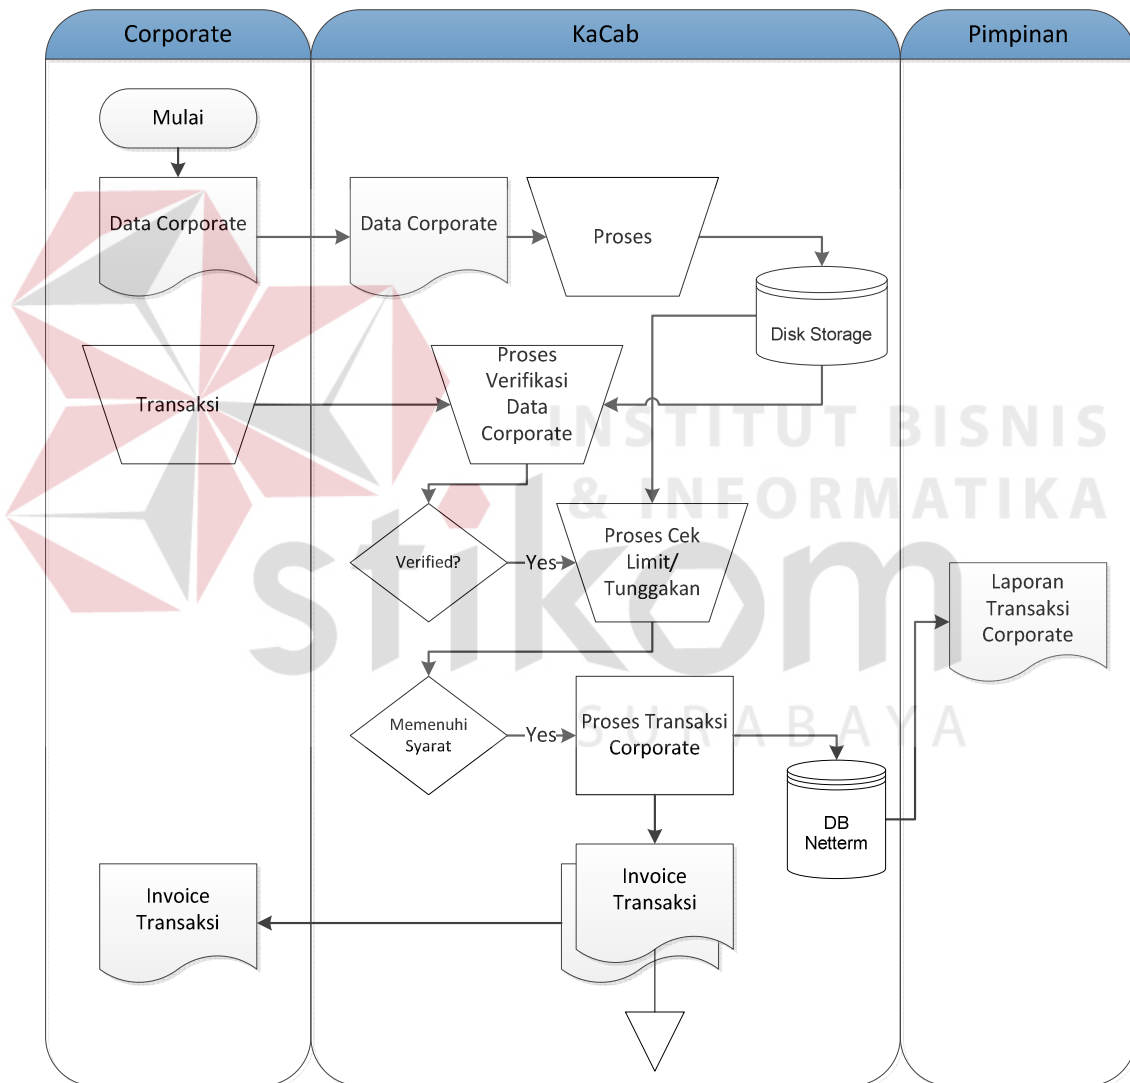 Corporate
KaCab
Pimpinan
Mulai
Data Corporate
Data Corporate
Proses
Disk Storage
Transaksi
Proses
Verifikasi
Data
Corporate
INSTITUT BISNIS
& INFORMATIKA
stikom
SURABAYA
Verified?
Yes
Proses Cek
Limit/
Tunggakan
Laporan
Transaksi
Corporate
Memenuhi
Syarat
Yes
Proses Transaksi
Corporate
DB
Netterm
Invoice
Transaksi
Invoice
Transaksi